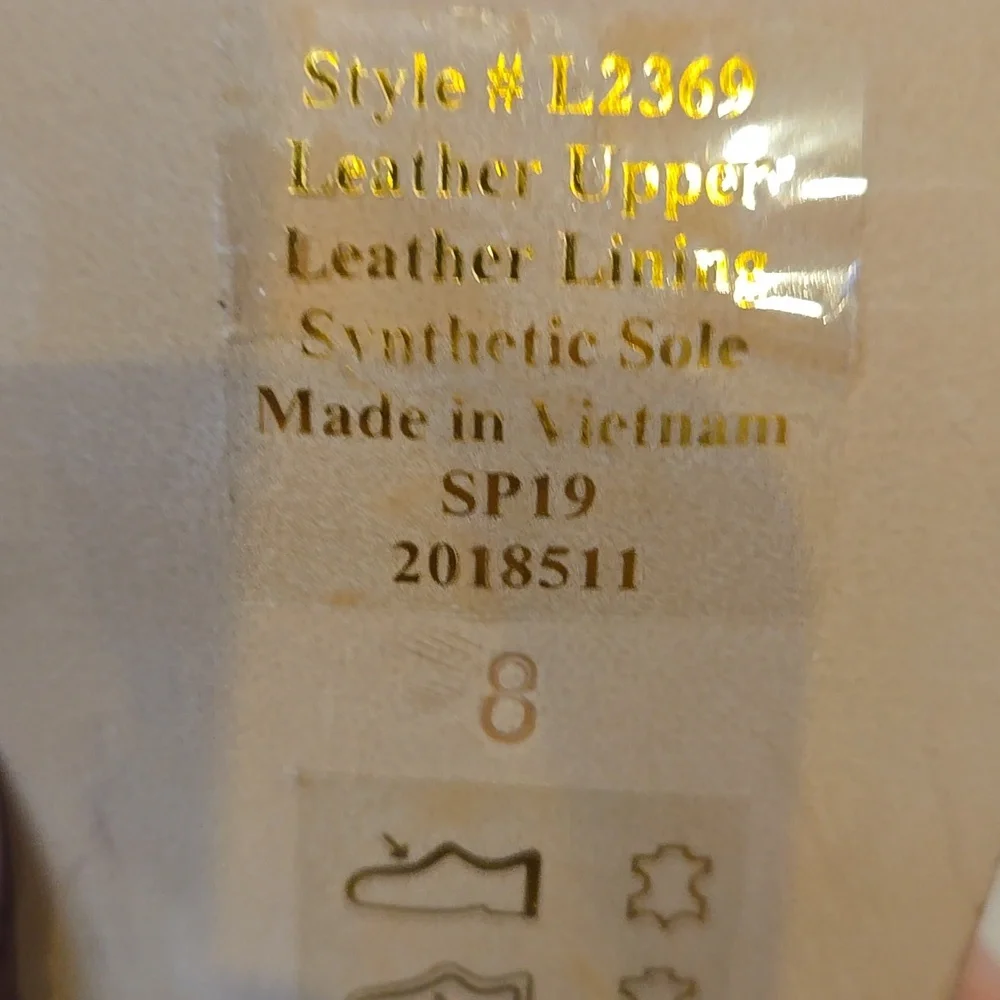 Style # L2369
Leather Upper
Leather Lining
Synthetic Sole
Made in Vietnam
SP19
2018511
8